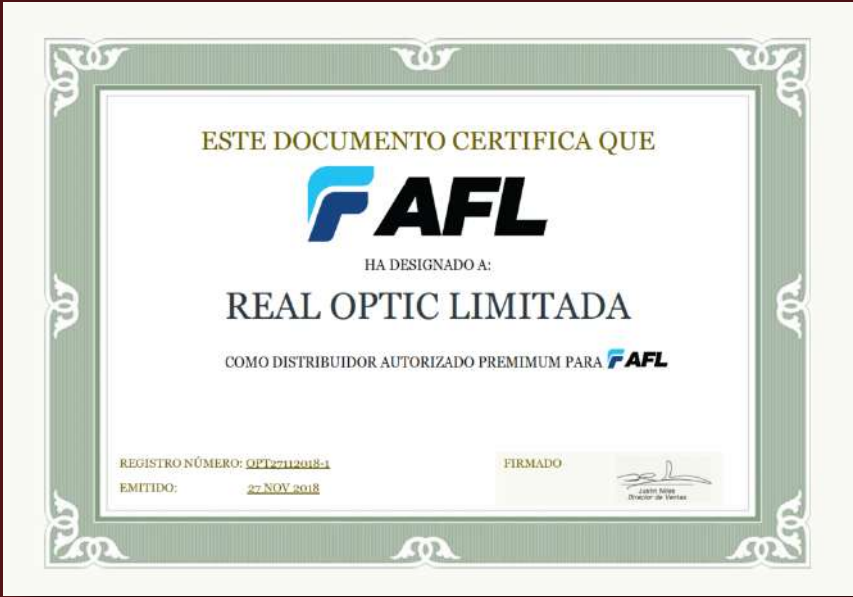 ESTE DOCUMENTO CERTIFICA QUE
AFL
HA DESIGNADO A:
REAL OPTIC LIMITADA
COMO DISTRIBUIDOR AUTORIZADO PREMIMUM PARA AFL
REGISTRO NÚMERO: OPT27112018-1
EMITIDO: 27 NOV 2018
FIRMADO
Justin Niles
Director de Ventas